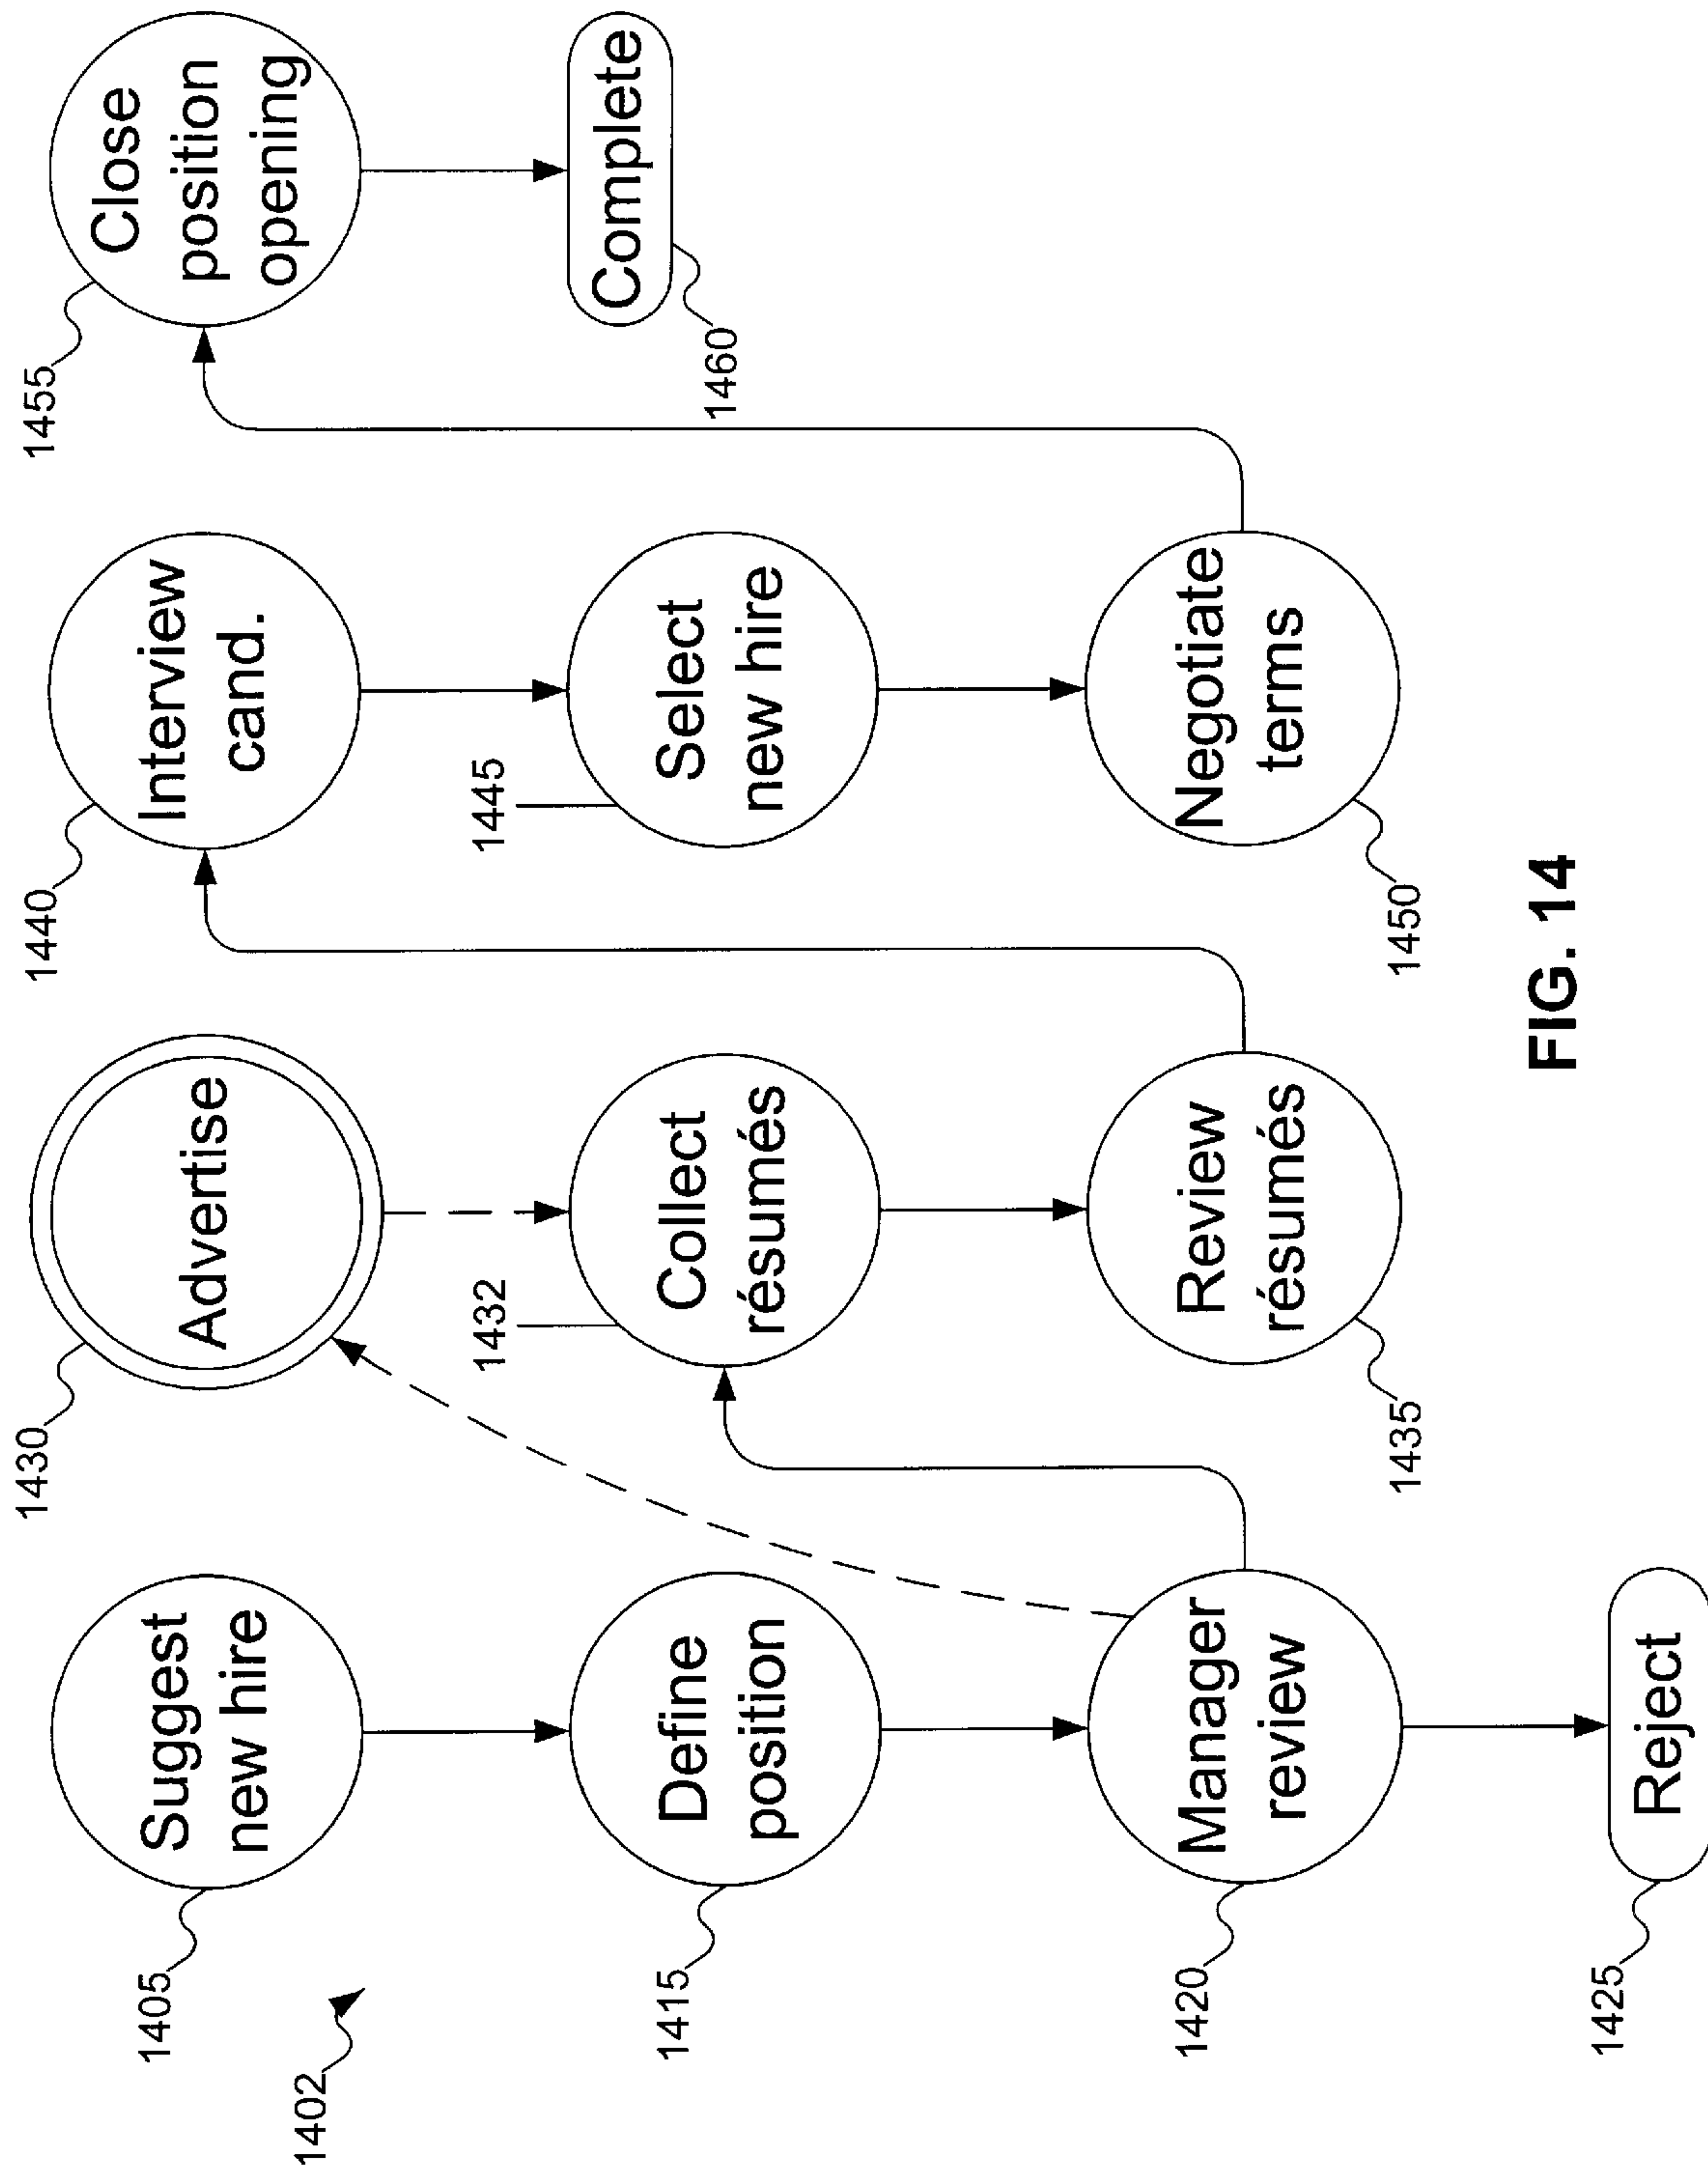 1402
1405
Suggest
new hire
1415
Define
position
1420
Manager
review
1425
Reject
1430
Advertise
1432
Collect
résumés
1435
Review
résumés
1440
Interview
cand.
1445
Select
new hire
1450
Negotiate
terms
1455
Close
position
opening
1460
Complete
FIG. 14